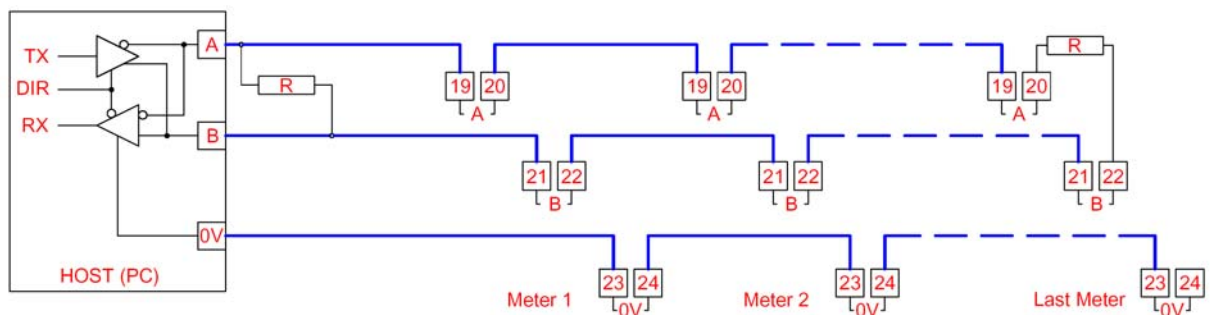 A
R
TX
19 20 19 20 19 20
DIR
R
A A A
RX
B
21 22 21 22 21 22
B B B
0V
HOST (PC)
23 24 23 24 23 24
Meter 1 Meter 2 Last Meter
0V 0V 0V